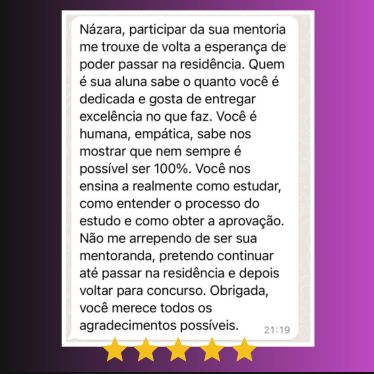 Názara, participar da sua mentoria
me trouxe de volta a esperança de
poder passar na residência. Quem
é sua aluna sabe o quanto você é
dedicada e gosta de entregar
excelência no que faz. Você é
humana, empática, sabe nos
mostrar que nem sempre é
possível ser 100%. Você nos
ensina a realmente como estudar,
como entender o processo do
estudo e como obter a aprovação.
Não me arrependo de ser sua
mentoranda, pretendo continuar
até passar na residência e depois
voltar para concurso. Obrigada,
você merece todos os
agradecimentos possíveis.
21:19